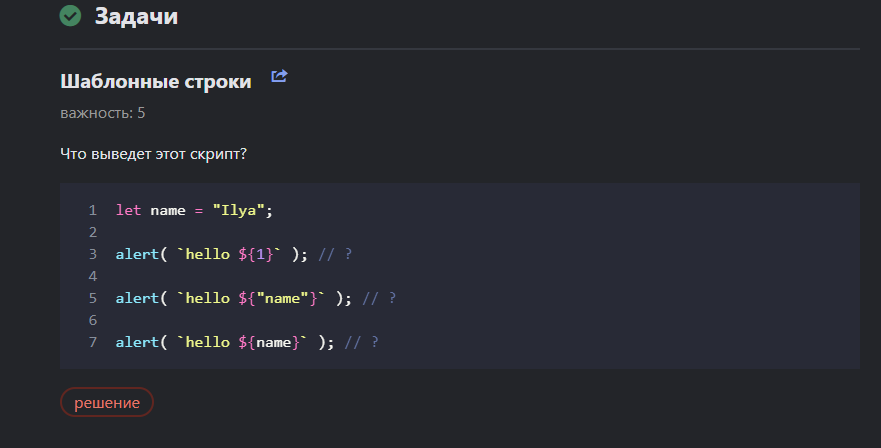 Задачи
Шаблонные строки
важность: 5
Что выведет этот скрипт?
1 let name = "Ilya";
2
3 alert( `hello ${1}` ); // ?
4
5 alert( `hello ${"name"}` ); // ?
6
7 alert( `hello ${name}` ); // ?
решение